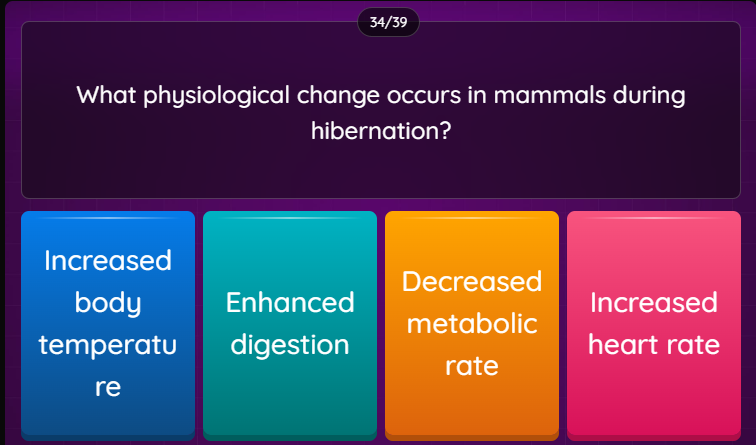 34/39
What physiological change occurs in mammals during
hibernation?
Increased
body
temperatu
re
Enhanced
digestion
Decreased
metabolic
rate
Increased
heart rate